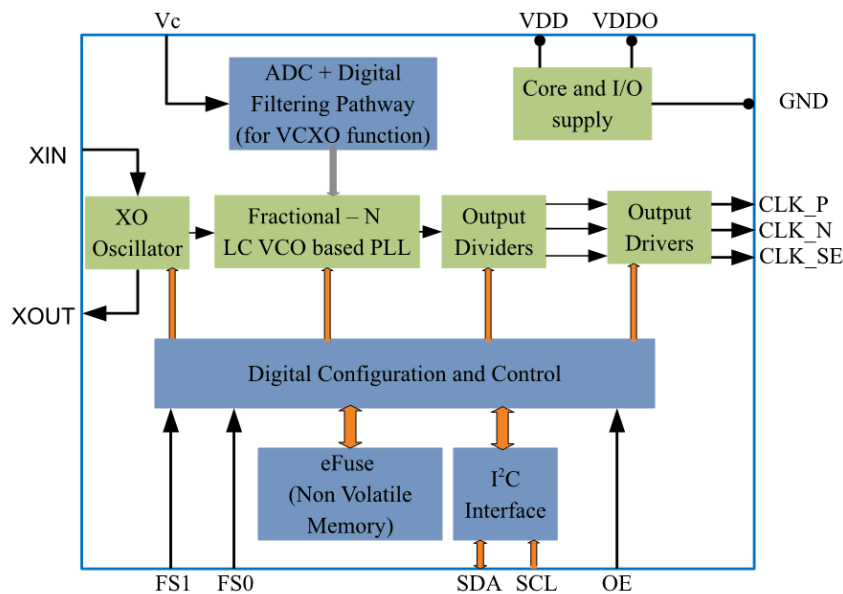 Vc
VDD
VDDO
ADC + Digital
Filtering Pathway
(for VCXO function)
Core and I/O
supply
GND
XIN
XO
Oscillator
Fractional – N
LC VCO based PLL
Output
Dividers
Output
Drivers
CLK_P
CLK_N
CLK_SE
XOUT
Digital Configuration and Control
eFuse
(Non Volatile
Memory)
I²C
Interface
FS1
FS0
SDA
SCL
OE